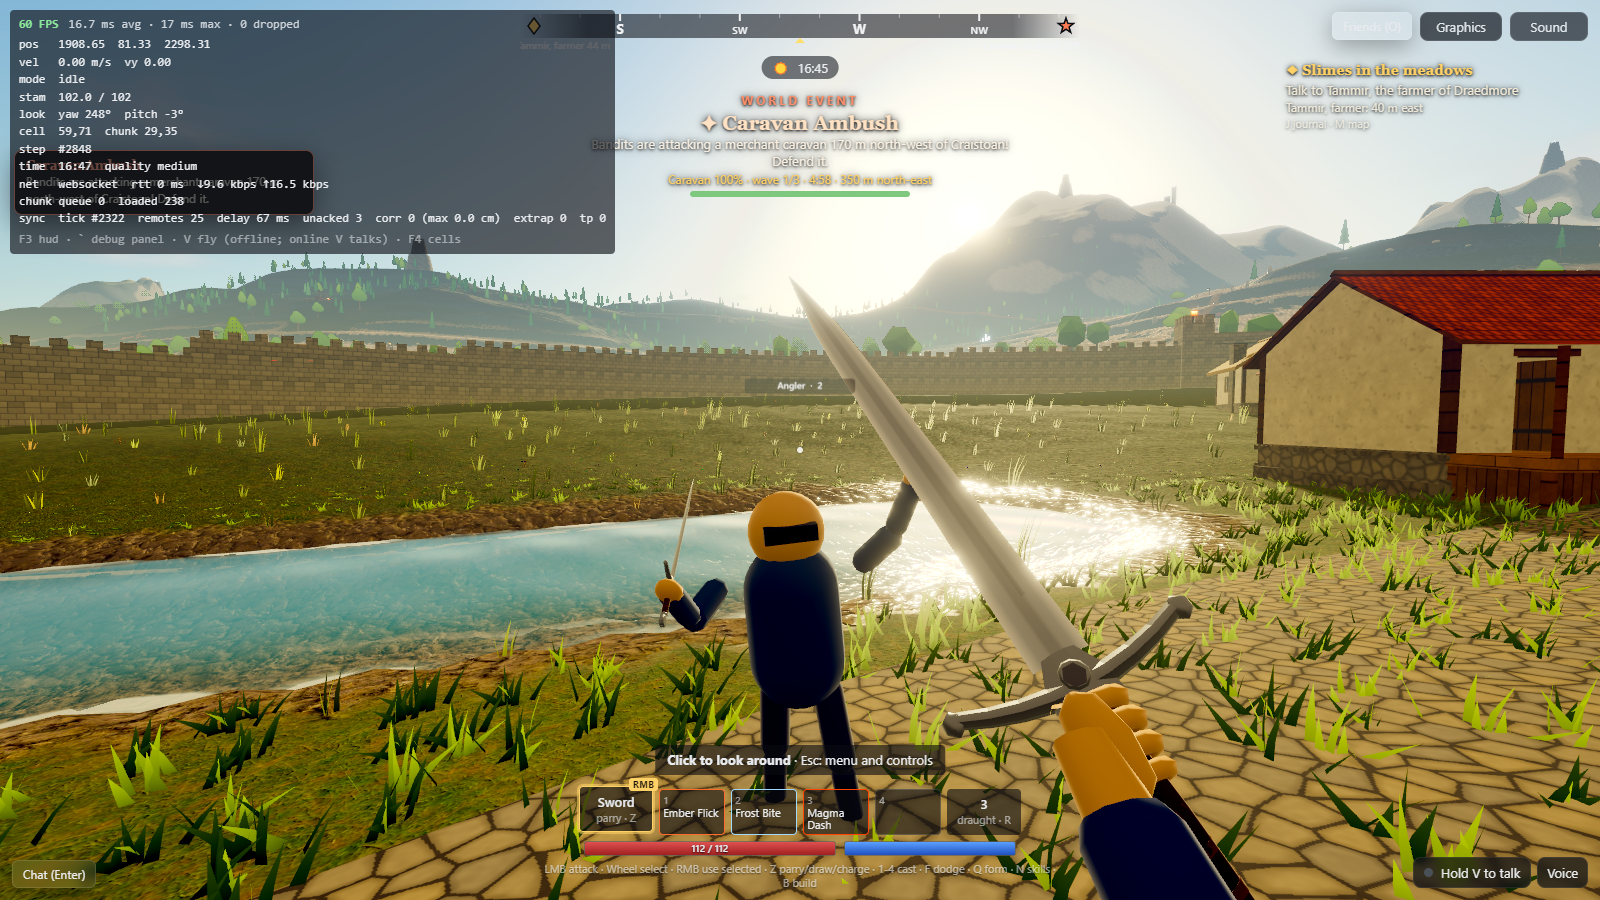 60 FPS 16.7 ms avg · 17 ms max · 0 dropped
pos 1908.65 81.33 2298.31
vel 0.00 m/s vy 0.00
mode idle
stam 102.0 / 102
look yaw 248° pitch -3°
cell 59,71 chunk 29,35
step #2848
time 16:47 quality medium
net websocket rtt 0 ms ↓9.6 kbps ↑16.5 kbps
chunk queue 0 loaded 238
sync tick #2322 remotes 25 delay 67 ms unacked 3 corr 0 (max 0.0 cm) extrap 0 tp 0
F3 hud · ` debug panel · V fly (offline; online V talks) · F4 cells
S SW W NW
Tammir, farmer 44 m
16:45
WORLD EVENT
Caravan Ambush
Bandits are attacking a merchant caravan 170 m north-west of Craistoan!
Defend it.
Caravan 100% · wave 1/3 · 4:58 · 350 m north-east
Friends (O)
Graphics
Sound
Slimes in the meadows
Talk to Tammir, the farmer of Draedmore
Tammir, farmer: 40 m east
J journal · M map
Angler · 2
Click to look around · Esc: menu and controls
RMB
Sword
parry · Z
1
Ember Flick
2
Frost Bite
3
Magma
Dash
4
3
draught · R
112 / 112
LMB attack · Wheel select · RMB use selected · Z parry/draw/charge · 1-4 cast · F dodge · Q form · N skills
B build
Chat (Enter)
Hold V to talk
Voice